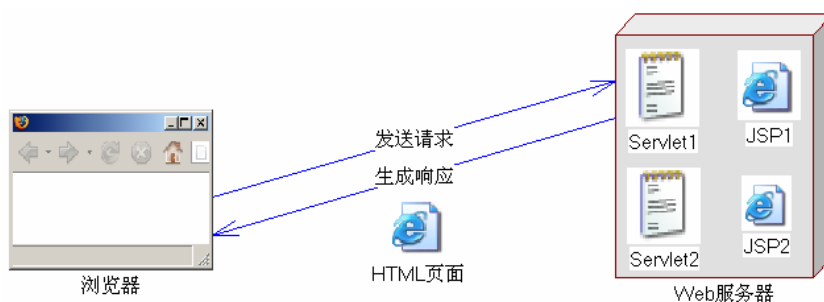 发送请求
生成响应
HTML页面
浏览器
Servlet1
JSP1
Servlet2
JSP2
Web服务器